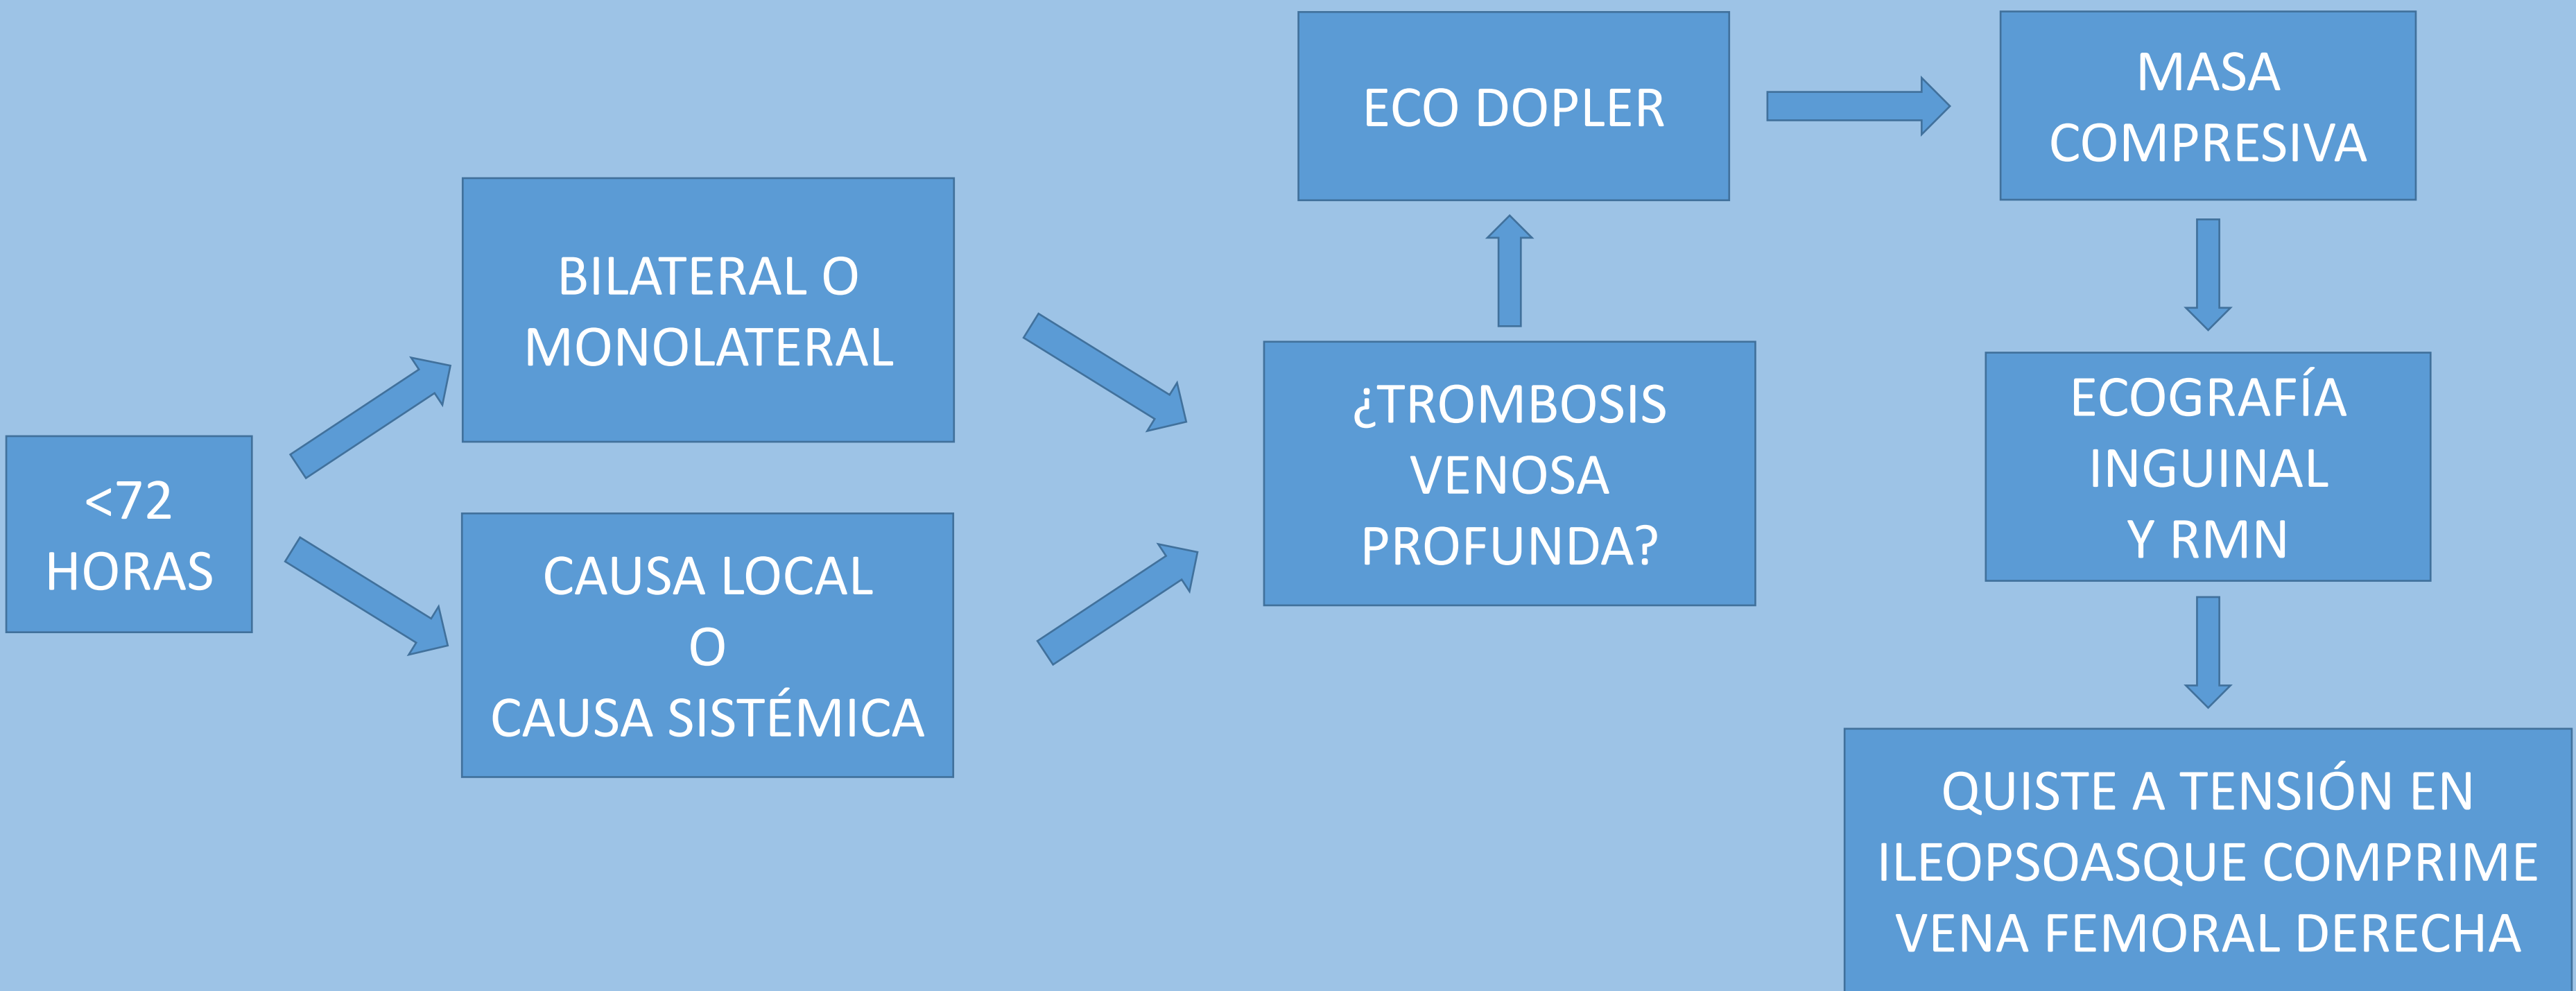 <72
HORAS
BILATERAL O
MONOLATERAL
CAUSA LOCAL
O
CAUSA SISTÉMICA
¿TROMBOSIS
VENOSA
PROFUNDA?
ECO DOPLER
MASA
COMPRESIVA
ECOGRAFÍA
INGUINAL
Y RMN
QUISTE A TENSIÓN EN
ILEOPSOASQUE COMPRIME
VENA FEMORAL DERECHA